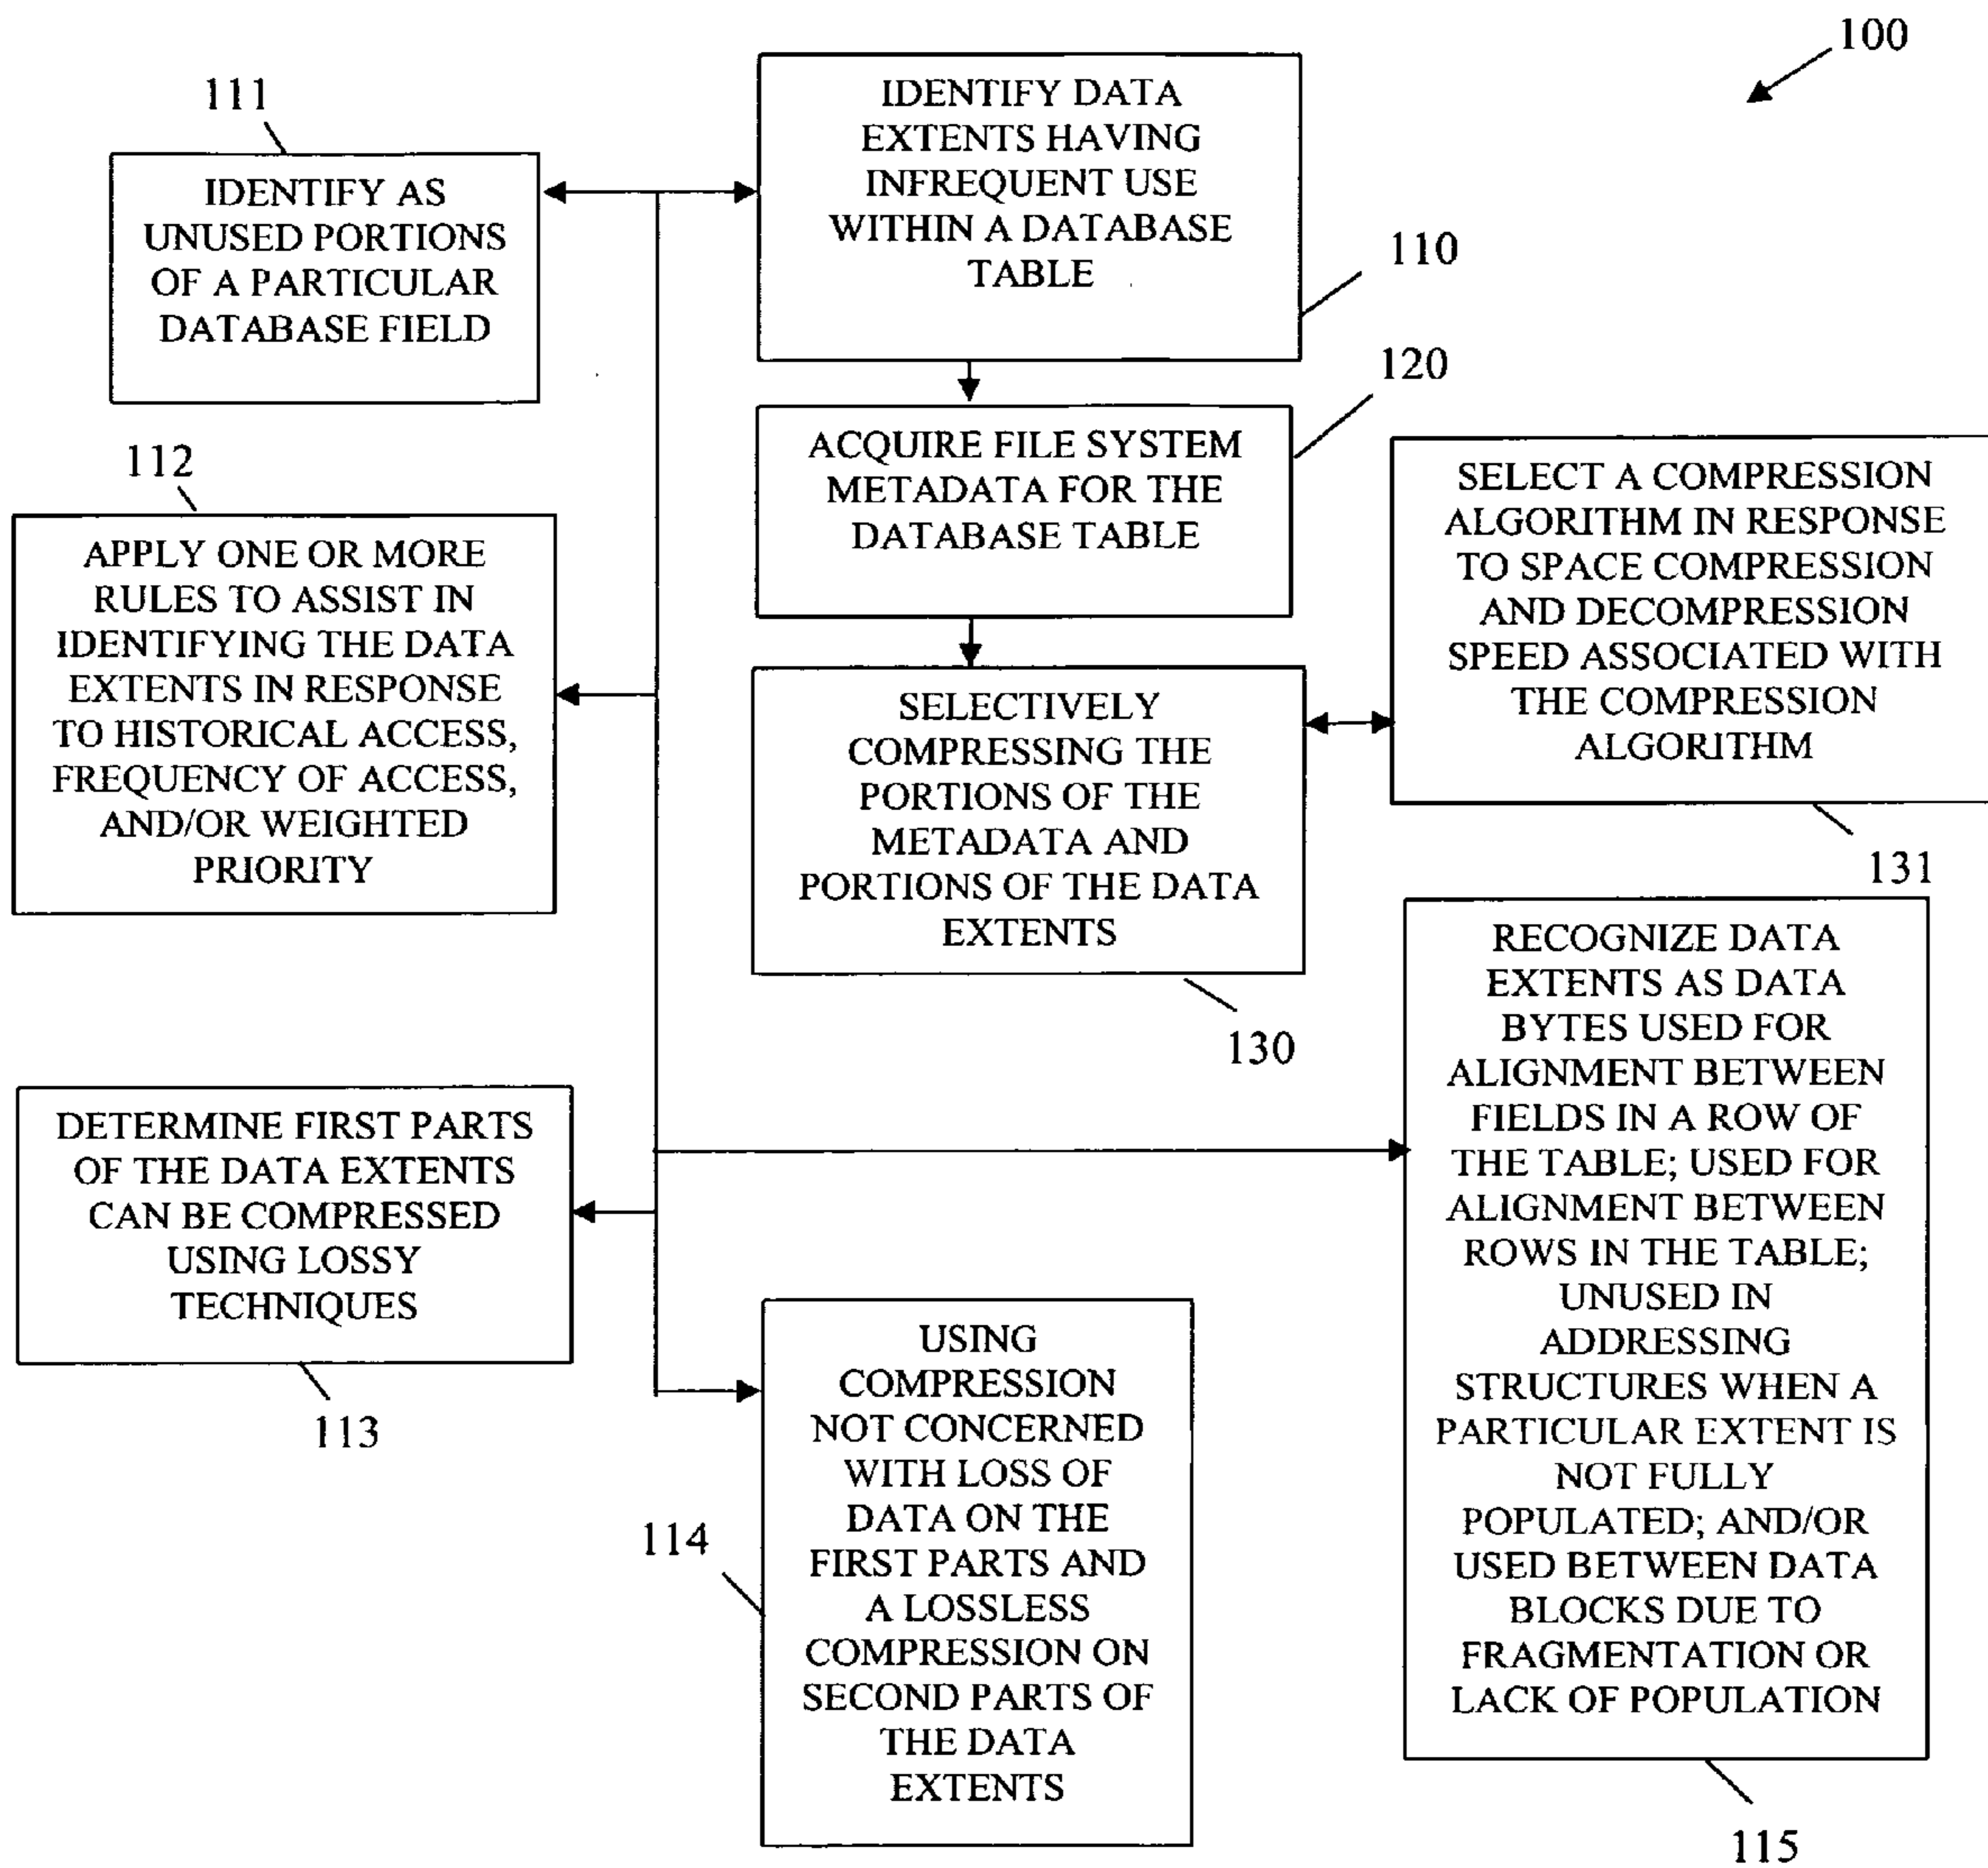 100
111
IDENTIFY DATA
EXTENTS HAVING
INFREQUENT USE
WITHIN A DATABASE
TABLE
110
IDENTIFY AS
UNUSED PORTIONS
OF A PARTICULAR
DATABASE FIELD
120
ACQUIRE FILE SYSTEM
METADATA FOR THE
DATABASE TABLE
112
APPLY ONE OR MORE
RULES TO ASSIST IN
IDENTIFYING THE DATA
EXTENTS IN RESPONSE
TO HISTORICAL ACCESS,
FREQUENCY OF ACCESS,
AND/OR WEIGHTED
PRIORITY
SELECT A COMPRESSION
ALGORITHM IN RESPONSE
TO SPACE COMPRESSION
AND DECOMPRESSION
SPEED ASSOCIATED WITH
THE COMPRESSION
ALGORITHM
131
SELECTIVELY
COMPRESSING THE
PORTIONS OF THE
METADATA AND
PORTIONS OF THE DATA
EXTENTS
130
RECOGNIZE DATA
EXTENTS AS DATA
BYTES USED FOR
ALIGNMENT BETWEEN
FIELDS IN A ROW OF
THE TABLE; USED FOR
ALIGNMENT BETWEEN
ROWS IN THE TABLE;
UNUSED IN
ADDRESSING
STRUCTURES WHEN A
PARTICULAR EXTENT IS
NOT FULLY
POPULATED; AND/OR
USED BETWEEN DATA
BLOCKS DUE TO
FRAGMENTATION OR
LACK OF POPULATION
115
DETERMINE FIRST PARTS
OF THE DATA EXTENTS
CAN BE COMPRESSED
USING LOSSY
TECHNIQUES
113
USING
COMPRESSION
NOT CONCERNED
WITH LOSS OF
DATA ON THE
FIRST PARTS AND
A LOSSLESS
COMPRESSION ON
SECOND PARTS OF
THE DATA
EXTENTS
114